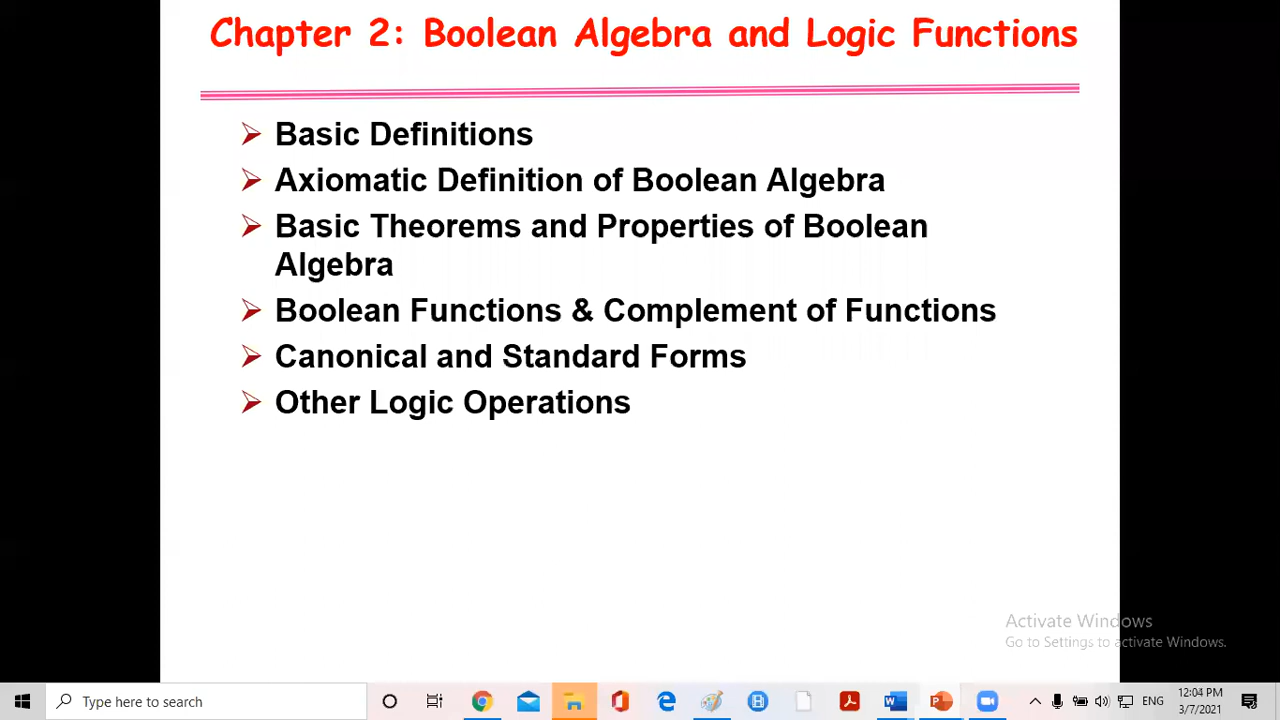 Chapter 2: Boolean Algebra and Logic Functions
Basic Definitions
Axiomatic Definition of Boolean Algebra
Basic Theorems and Properties of Boolean
Algebra
Boolean Functions & Complement of Functions
Canonical and Standard Forms
Other Logic Operations
Activate Windows
Go to Settings to activate Windows.
Type here to search
ENG
12:04 PM
3/7/2021